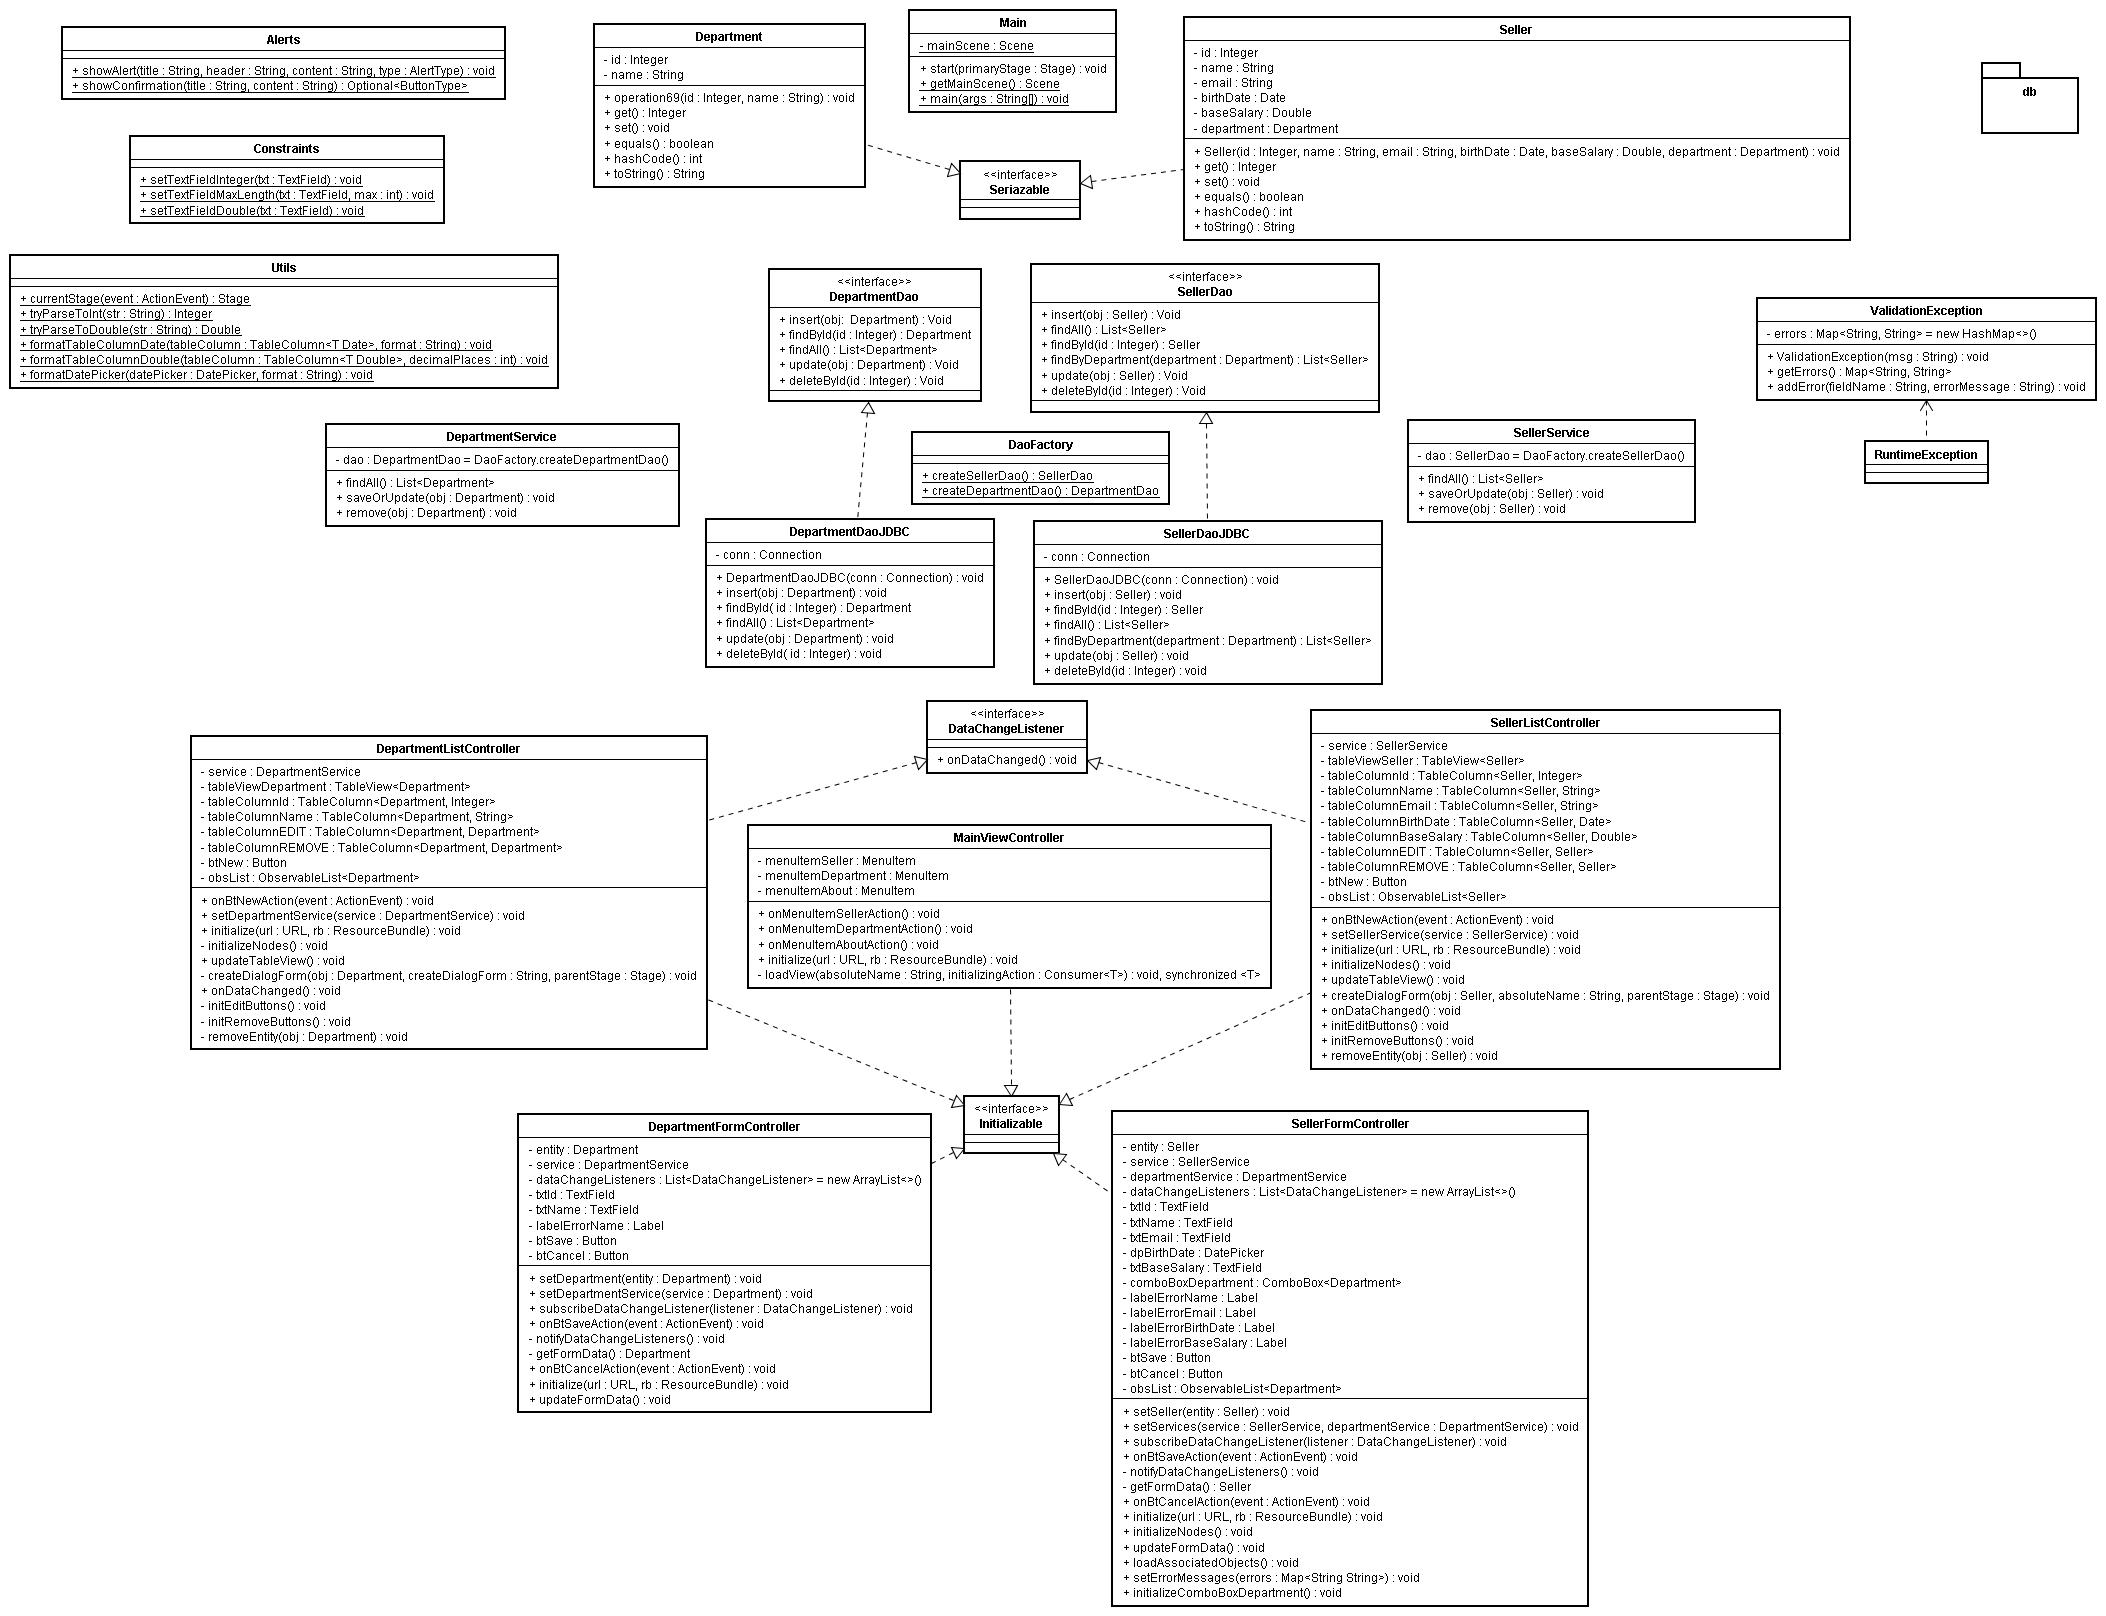 Alerts
+ showAlert(title : String, header : String, content : String, type : AlertType) : void
+ showConfirmation(title : String, content : String) : Optional<ButtonType>
Constraints
+ setTextFieldInteger(txt : TextField) : void
+ setTextFieldMaxLength(txt : TextField, max : int) : void
+ setTextFieldDouble(txt : TextField) : void
Utils
+ currentStage(event : ActionEvent) : Stage
+ tryParseToInt(str : String) : Integer
+ tryParseToDouble(str : String) : Double
+ formatTableColumnDate(tableColumn : TableColumn<T Date>, format : String) : void
+ formatTableColumnDouble(tableColumn : TableColumn<T Double>, decimalPlaces : int) : void
+ formatDatePicker(datePicker : DatePicker, format : String) : void
Department
- id : Integer
- name : String
+ operation69(id : Integer, name : String) : void
+ get() : Integer
+ set() : void
+ equals() : boolean
+ hashCode() : int
+ toString() : String
Main
- mainScene : Scene
+ start(primaryStage : Stage) : void
+ getMainScene() : Scene
+ main(args : String[]) : void
<<interface>>
Seriazable
Seller
- id : Integer
- name : String
- email : String
- birthDate : Date
- baseSalary : Double
- department : Department
+ Seller(id : Integer, name : String, email : String, birthDate : Date, baseSalary : Double, department : Department) : void
+ get() : Integer
+ set() : void
+ equals() : boolean
+ hashCode() : int
+ toString() : String
db
<<interface>>
DepartmentDao
+ insert(obj:  Department) : Void
+ findById(id : Integer) : Department
+ findAll() : List<Department>
+ update(obj : Department) : Void
+ deleteById(id : Integer) : Void
<<interface>>
SellerDao
+ insert(obj : Seller) : Void
+ findAll() : List<Seller>
+ findById(id : Integer) : Seller
+ findByDepartment(department : Department) : List<Seller>
+ update(obj : Seller) : Void
+ deleteById(id : Integer) : Void
ValidationException
- errors : Map<String, String> = new HashMap<>()
+ ValidationException(msg : String) : void
+ getErrors() : Map<String, String>
+ addError(fieldName : String, errorMessage : String) : void
RuntimeException
DepartmentService
- dao : DepartmentDao = DaoFactory.createDepartmentDao()
+ findAll() : List<Department>
+ saveOrUpdate(obj : Department) : void
+ remove(obj : Department) : void
DaoFactory
+ createSellerDao() : SellerDao
+ createDepartmentDao() : DepartmentDao
SellerService
- dao : SellerDao = DaoFactory.createSellerDao()
+ findAll() : List<Seller>
+ saveOrUpdate(obj : Seller) : void
+ remove(obj : Seller) : void
DepartmentDaoJDBC
- conn : Connection
+ DepartmentDaoJDBC(conn : Connection) : void
+ insert(obj : Department) : void
+ findById( id : Integer) : Department
+ findAll() : List<Department>
+ update(obj : Department) : void
+ deleteById( id : Integer) : void
SellerDaoJDBC
- conn : Connection
+ SellerDaoJDBC(conn : Connection) : void
+ insert(obj : Seller) : void
+ findById(id : Integer) : Seller
+ findAll() : List<Seller>
+ findByDepartment(department : Department) : List<Seller>
+ update(obj : Seller) : void
+ deleteById(id : Integer) : void
<<interface>>
DataChangeListener
+ onDataChanged() : void
DepartmentListController
- service : DepartmentService
- tableViewDepartment : TableView<Department>
- tableColumnId : TableColumn<Department, Integer>
- tableColumnName : TableColumn<Department, String>
- tableColumnEDIT : TableColumn<Department, Department>
- tableColumnREMOVE : TableColumn<Department, Department>
- btNew : Button
- obsList : ObservableList<Department>
+ onBtNewAction(event : ActionEvent) : void
+ setDepartmentService(service : DepartmentService) : void
+ initialize(url : URL, rb : ResourceBundle) : void
- initializeNodes() : void
+ updateTableView() : void
- createDialogForm(obj : Department, createDialogForm : String, parentStage : Stage) : void
+ onDataChanged() : void
- initEditButtons() : void
- initRemoveButtons() : void
- removeEntity(obj : Department) : void
MainViewController
- menuItemSeller : MenuItem
- menuItemDepartment : MenuItem
- menuItemAbout : MenuItem
+ onMenuItemSellerAction() : void
+ onMenuItemDepartmentAction() : void
+ onMenuItemAboutAction() : void
+ initialize(url : URL, rb : ResourceBundle) : void
- loadView(absoluteName : String, initializingAction : Consumer<T>) : void, synchronized <T>
SellerListController
- service : SellerService
- tableViewSeller : TableView<Seller>
- tableColumnId : TableColumn<Seller, Integer>
- tableColumnName : TableColumn<Seller, String>
- tableColumnEmail : TableColumn<Seller, String>
- tableColumnBirthDate : TableColumn<Seller, Date>
- tableColumnBaseSalary : TableColumn<Seller, Double>
- tableColumnEDIT : TableColumn<Seller, Seller>
- tableColumnREMOVE : TableColumn<Seller, Seller>
- btNew : Button
- obsList : ObservableList<Seller>
+ onBtNewAction(event : ActionEvent) : void
+ setSellerService(service : SellerService) : void
+ initialize(url : URL, rb : ResourceBundle) : void
+ initializeNodes() : void
+ updateTableView() : void
+ createDialogForm(obj : Seller, absoluteName : String, parentStage : Stage) : void
+ onDataChanged() : void
+ initEditButtons() : void
+ initRemoveButtons() : void
+ removeEntity(obj : Seller) : void
<<interface>>
Initializable
DepartmentFormController
- entity : Department
- service : DepartmentService
- dataChangeListeners : List<DataChangeListener> = new ArrayList<>()
- txtId : TextField
- txtName : TextField
- labelErrorName : Label
- btSave : Button
- btCancel : Button
+ setDepartment(entity : Department) : void
+ setDepartmentService(service : Department) : void
+ subscribeDataChangeListener(listener : DataChangeListener) : void
+ onBtSaveAction(event : ActionEvent) : void
- notifyDataChangeListeners() : void
- getFormData() : Department
+ onBtCancelAction(event : ActionEvent) : void
+ initialize(url : URL, rb : ResourceBundle) : void
+ updateFormData() : void
SellerFormController
- entity : Seller
- service : SellerService
- departmentService : DepartmentService
- dataChangeListeners : List<DataChangeListener> = new ArrayList<>()
- txtId : TextField
- txtName : TextField
- txtEmail : TextField
- dpBirthDate : DatePicker
- txtBaseSalary : TextField
- comboBoxDepartment : ComboBox<Department>
- labelErrorName : Label
- labelErrorEmail : Label
- labelErrorBirthDate : Label
- labelErrorBaseSalary : Label
- btSave : Button
- btCancel : Button
- obsList : ObservableList<Department>
+ setSeller(entity : Seller) : void
+ setServices(service : SellerService, departmentService : DepartmentService) : void
+ subscribeDataChangeListener(listener : DataChangeListener) : void
+ onBtSaveAction(event : ActionEvent) : void
- notifyDataChangeListeners() : void
- getFormData() : Seller
+ onBtCancelAction(event : ActionEvent) : void
+ initialize(url : URL, rb : ResourceBundle) : void
+ initializeNodes() : void
+ updateFormData() : void
+ loadAssociatedObjects() : void
+ setErrorMessages(errors : Map<String String>) : void
+ initializeComboBoxDepartment() : void